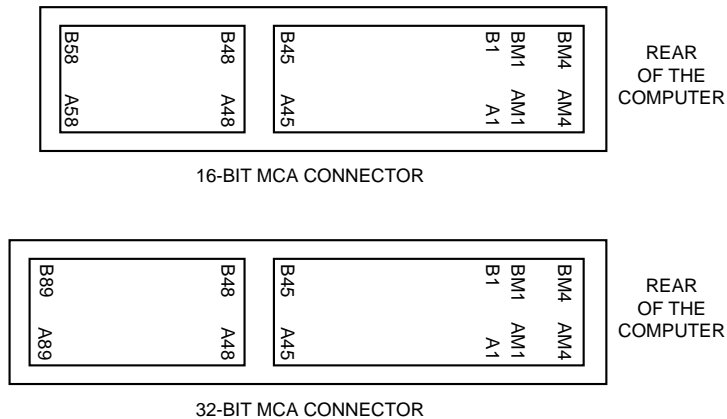 B58 B48 B45 B1 BM1 BM4
A58 A48 A45 A1 AM1 AM4
REAR
OF THE
COMPUTER
16-BIT MCA CONNECTOR
B89 B48 B45 B1 BM1 BM4
A89 A48 A45 A1 AM1 AM4
REAR
OF THE
COMPUTER
32-BIT MCA CONNECTOR